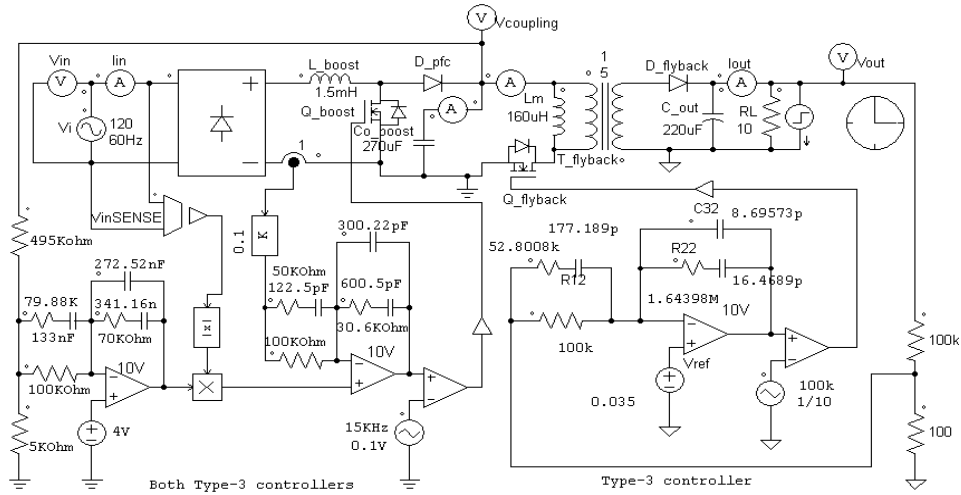 Vcoupling
Vin
Iin
V
A
+
L_boost
1.5mH
D_pfc
V
A
1
5
D_flyback
Iout
A
V
Vout
Q_boost
A
Lm
160uH
C_out
220uF
RL
10
Vi
120
60Hz
Co_boost
270uF
T_flyback
1
Q_flyback
VinSENSE
495KOhm
0.1
K
300.22pF
C32
8.69573p
177.189p
272.52nF
50KOhm
122.5pF
600.5pF
52.8008k
R12
R22
16.4689p
79.88K
133nF
341.16n
70KOhm
|x|
30.6KOhm
1.64398M
10V
100KOhm
10V
100k
100k
10V
100KOhm
Vref
0.035
100k
1/10
5KOhm
4V
15KHz
0.1V
100
Both Type-3 controllers
Type-3 controller